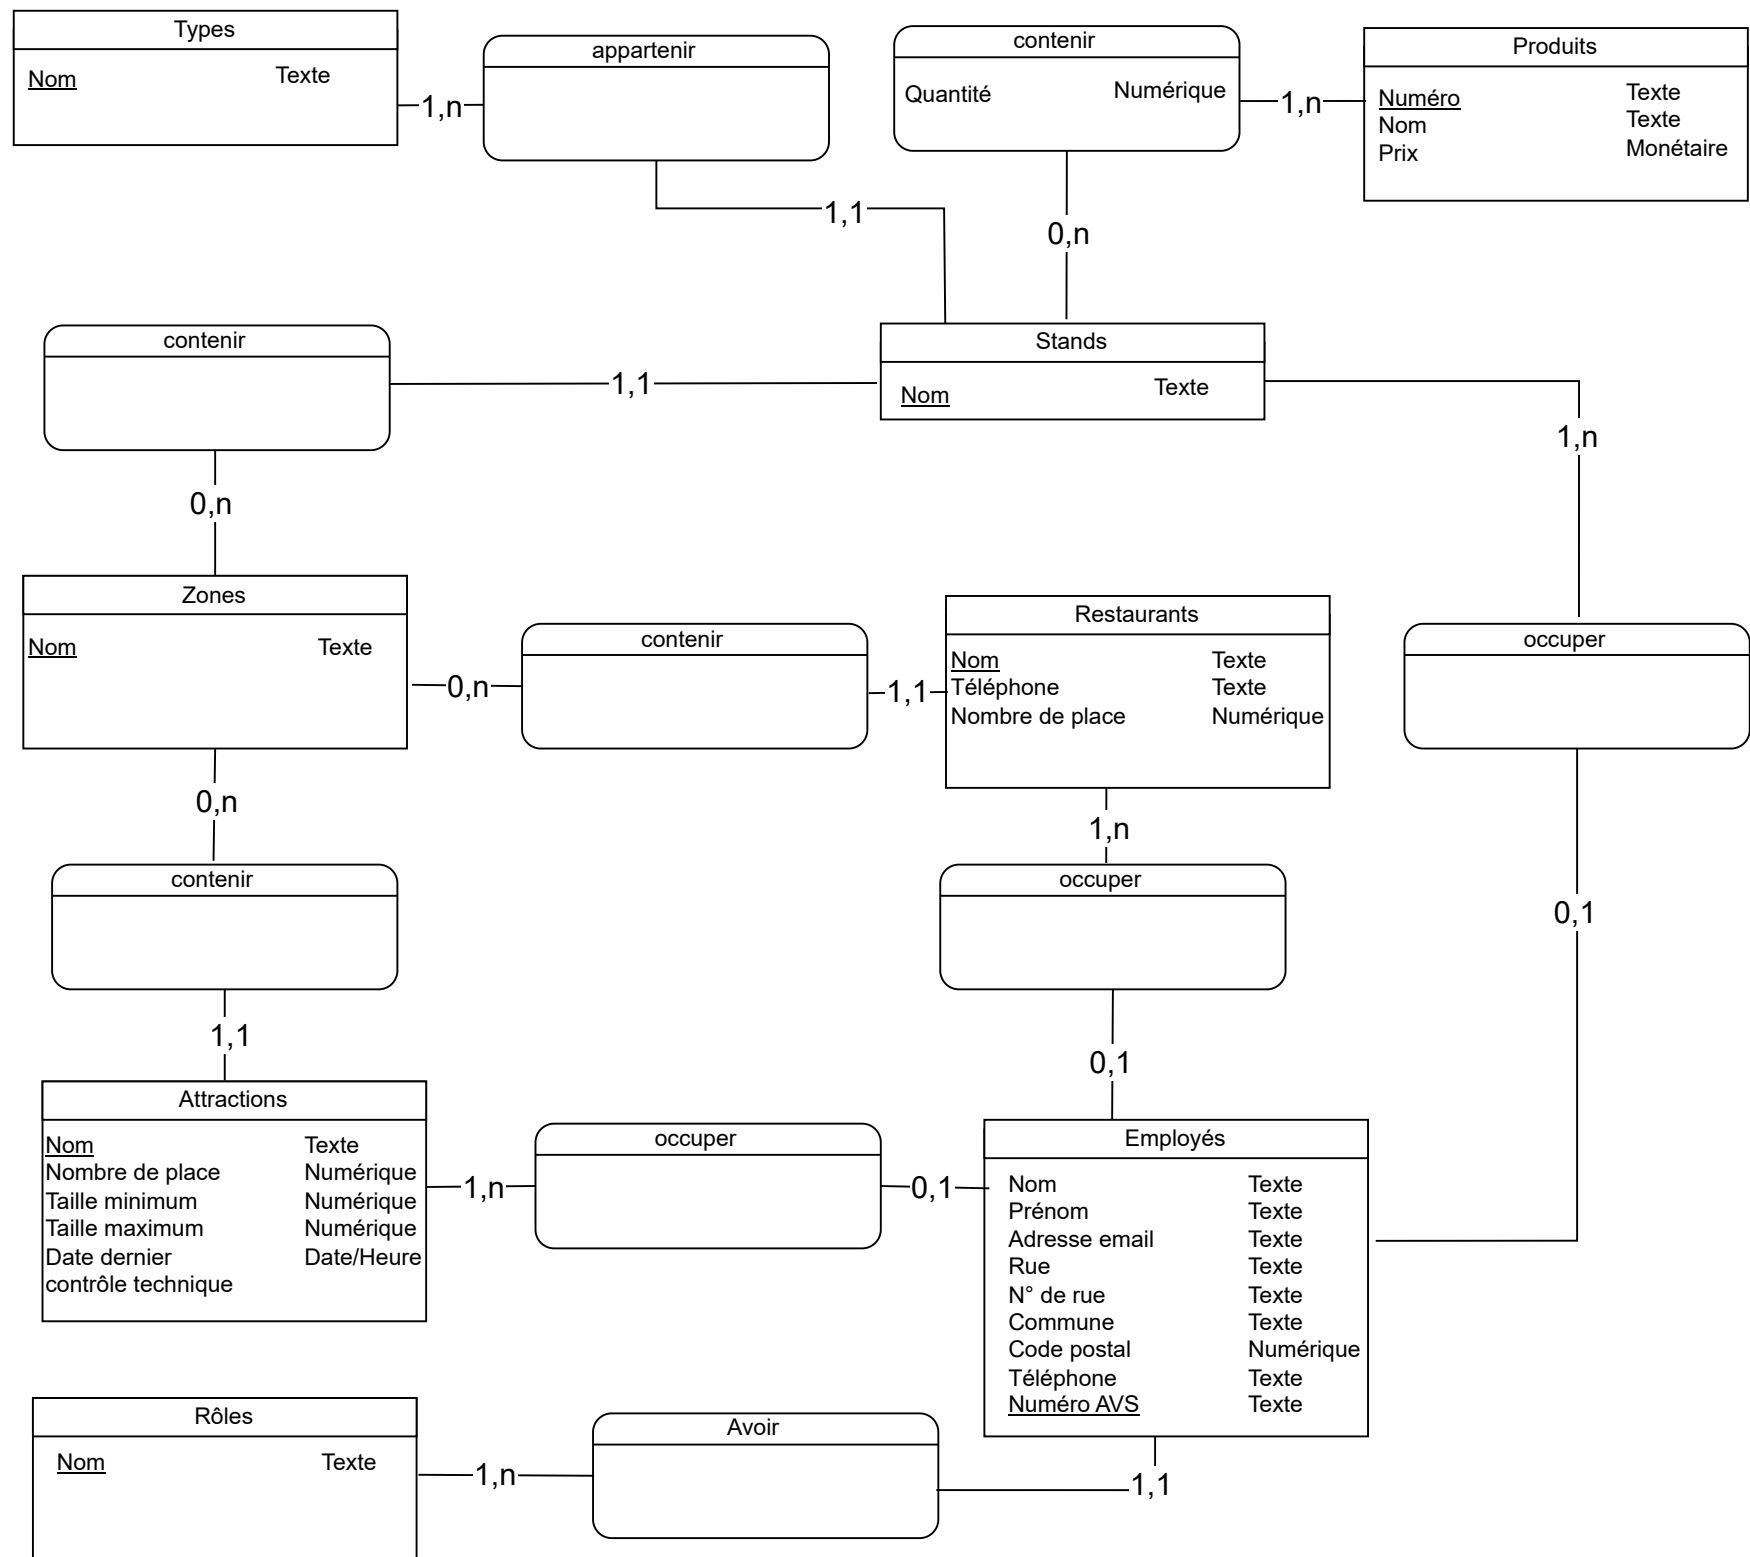 Types
Nom Texte
1,n
appartenir
contenir
Quantité Numérique
1,n
Produits
Numéro Texte
Nom Texte
Prix Monétaire
1,1
0,n
contenir
1,1
Stands
Nom Texte
1,n
0,n
Zones
Nom Texte
0,n
contenir
1,1
Restaurants
Nom Texte
Téléphone Texte
Nombre de place Numérique
occuper
0,n
1,n
contenir
occuper
0,1
1,1
0,1
Attractions
Nom Texte
Nombre de place Numérique
Taille minimum Numérique
Taille maximum Numérique
Date dernier Date/Heure
contrôle technique
1,n
occuper
0,1
Employés
Nom Texte
Prénom Texte
Adresse email Texte
Rue Texte
N° de rue Texte
Commune Texte
Code postal Numérique
Téléphone Texte
Numéro AVS Texte
Rôles
Nom Texte
1,n
Avoir
1,1